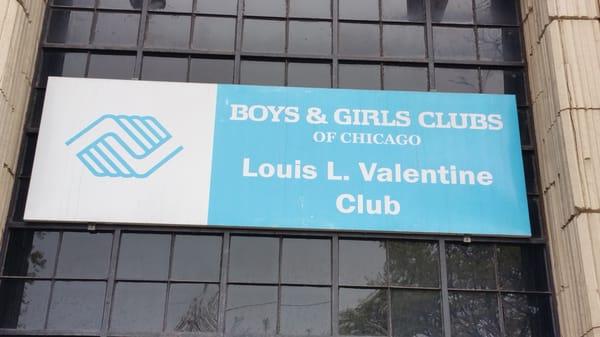 BOYS & GIRLS CLUBS
OF CHICAGO
Louis L. Valentine
Club